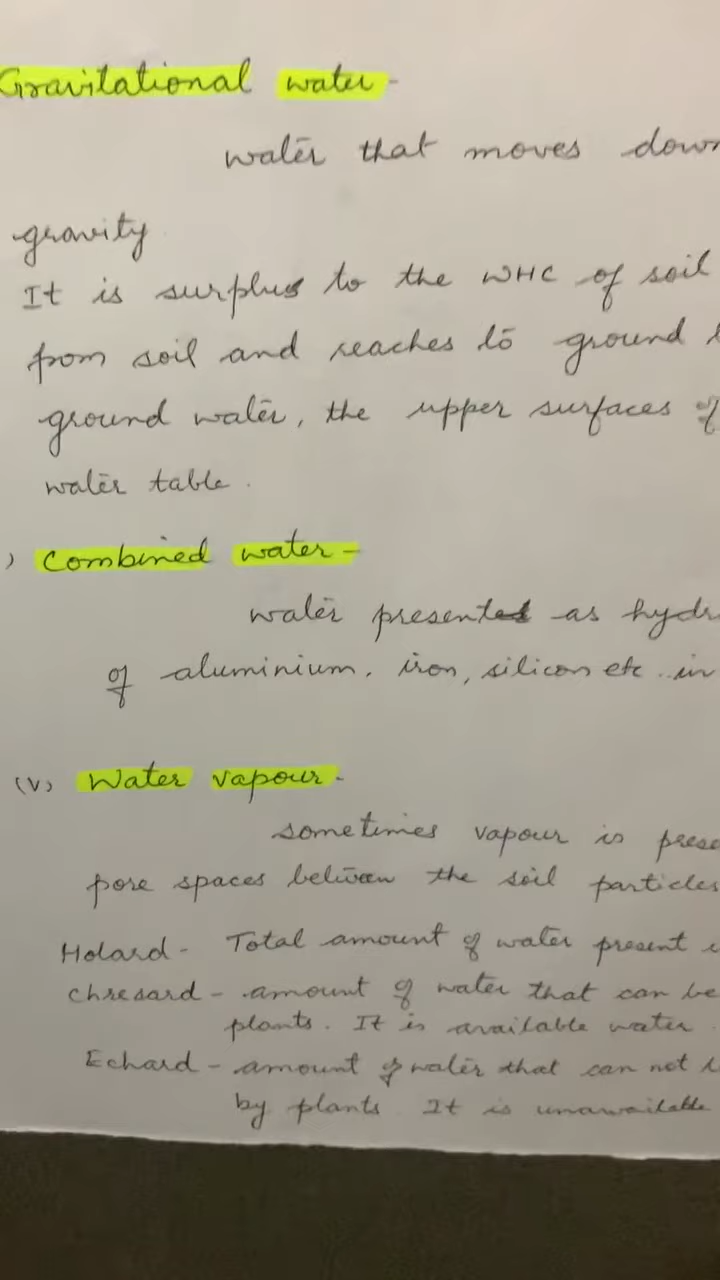 Gravitational water -
water that moves down
gravity
It is surplus to the WHC of soil
from soil and reaches to ground
ground water, the upper surfaces of
water table.
) Combined water -
water presented as hydr
of aluminium, iron, silicon etc.. in
(V) Water vapour -
sometimes vapour is prese
pore spaces between the soil particles
Holard - Total amount of water present
chresard - amount of water that can be
plants. It is available water
Echard - amount of water that can not
by plants It is unavailable